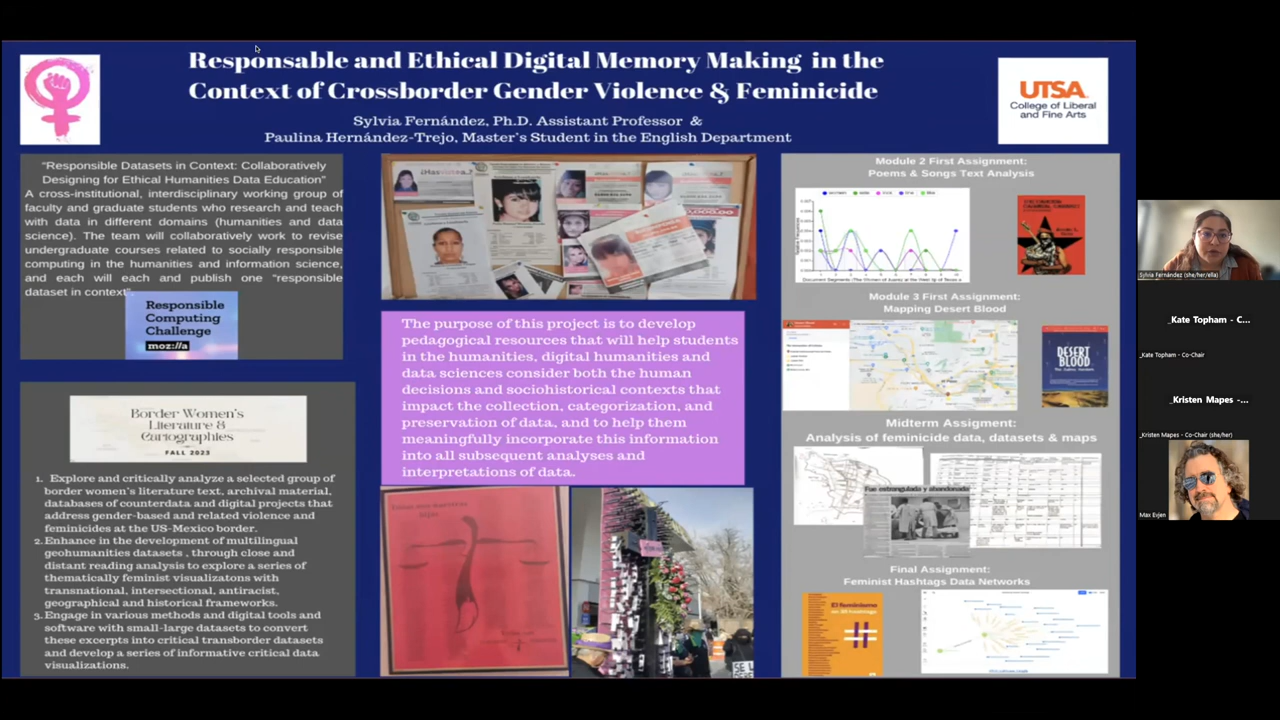 Responsible and Ethical Digital Memory Making in the
Context of Crossborder Gender Violence & Feminicide
Sylvia Fernández, Ph.D. Assistant Professor &
Paulina Hernández-Trejo, Master's Student in the English Department
UTSA
College of Liberal
and Fine Arts
"Responsible Datasets in Context: Collaboratively
Designing for Ethical Humanities Data Education"
A cross-institutional, interdisciplinary working group of
faculty and graduate students who research and teach
with data in different domains (humanities and data
science). The team will collaboratively work to revise
undergraduate courses related to socially responsible
computing in the humanities and information science,
and each will each and publish one "responsible
dataset in context".
Responsible
Computing
Challenge
moz://a
Border Women's
Literature &
Cartographies
FALL 2023
1. Explore and critically analyze a selected group of
border women's literature text, archival material,
databases of counterdata and digital projects that
address gender-based and related violence and
feminicides at the US-Mexico border.
2. Enhance in the development of multilingual
geohumanities datasets , through close and
distant reading analysis to explore a series of
thematically feminist visualizatons with
transnational, intersectional, antiracist,
geographical and historical frameworks.
3. Engage in various methods and digital tools and
software with small-large datasets to convert
these excerpts into critical transborder datasets
and develop a series of informative critical data
visualizations.
The purpose of this project is to develop
pedagogical resources that will help students
in the humanities, digital humanities and
data sciences consider both the human
decisions and sociohistorical contexts that
impact the collection, categorization, and
preservation of data, and to help them
meaningfully incorporate this information
into all subsequent analyses and
interpretations of data.
Module 2 First Assignment:
Poems & Songs Text Analysis
Module 3 First Assignment:
Mapping Desert Blood
DESERT
BLOOD
Midterm Assigment:
Analysis of feminicide data, datasets & maps
Fue estrangulada y abandonada
Final Assignment:
Feminist Hashtags Data Networks
El feminismo
#
Sylvia Fernández (she/her/ella)
_Kate Topham - C...
_Kate Topham - Co-Chair
_Kristen Mapes -...
_Kristen Mapes - Co-Chair (she/her)
Max Evjen